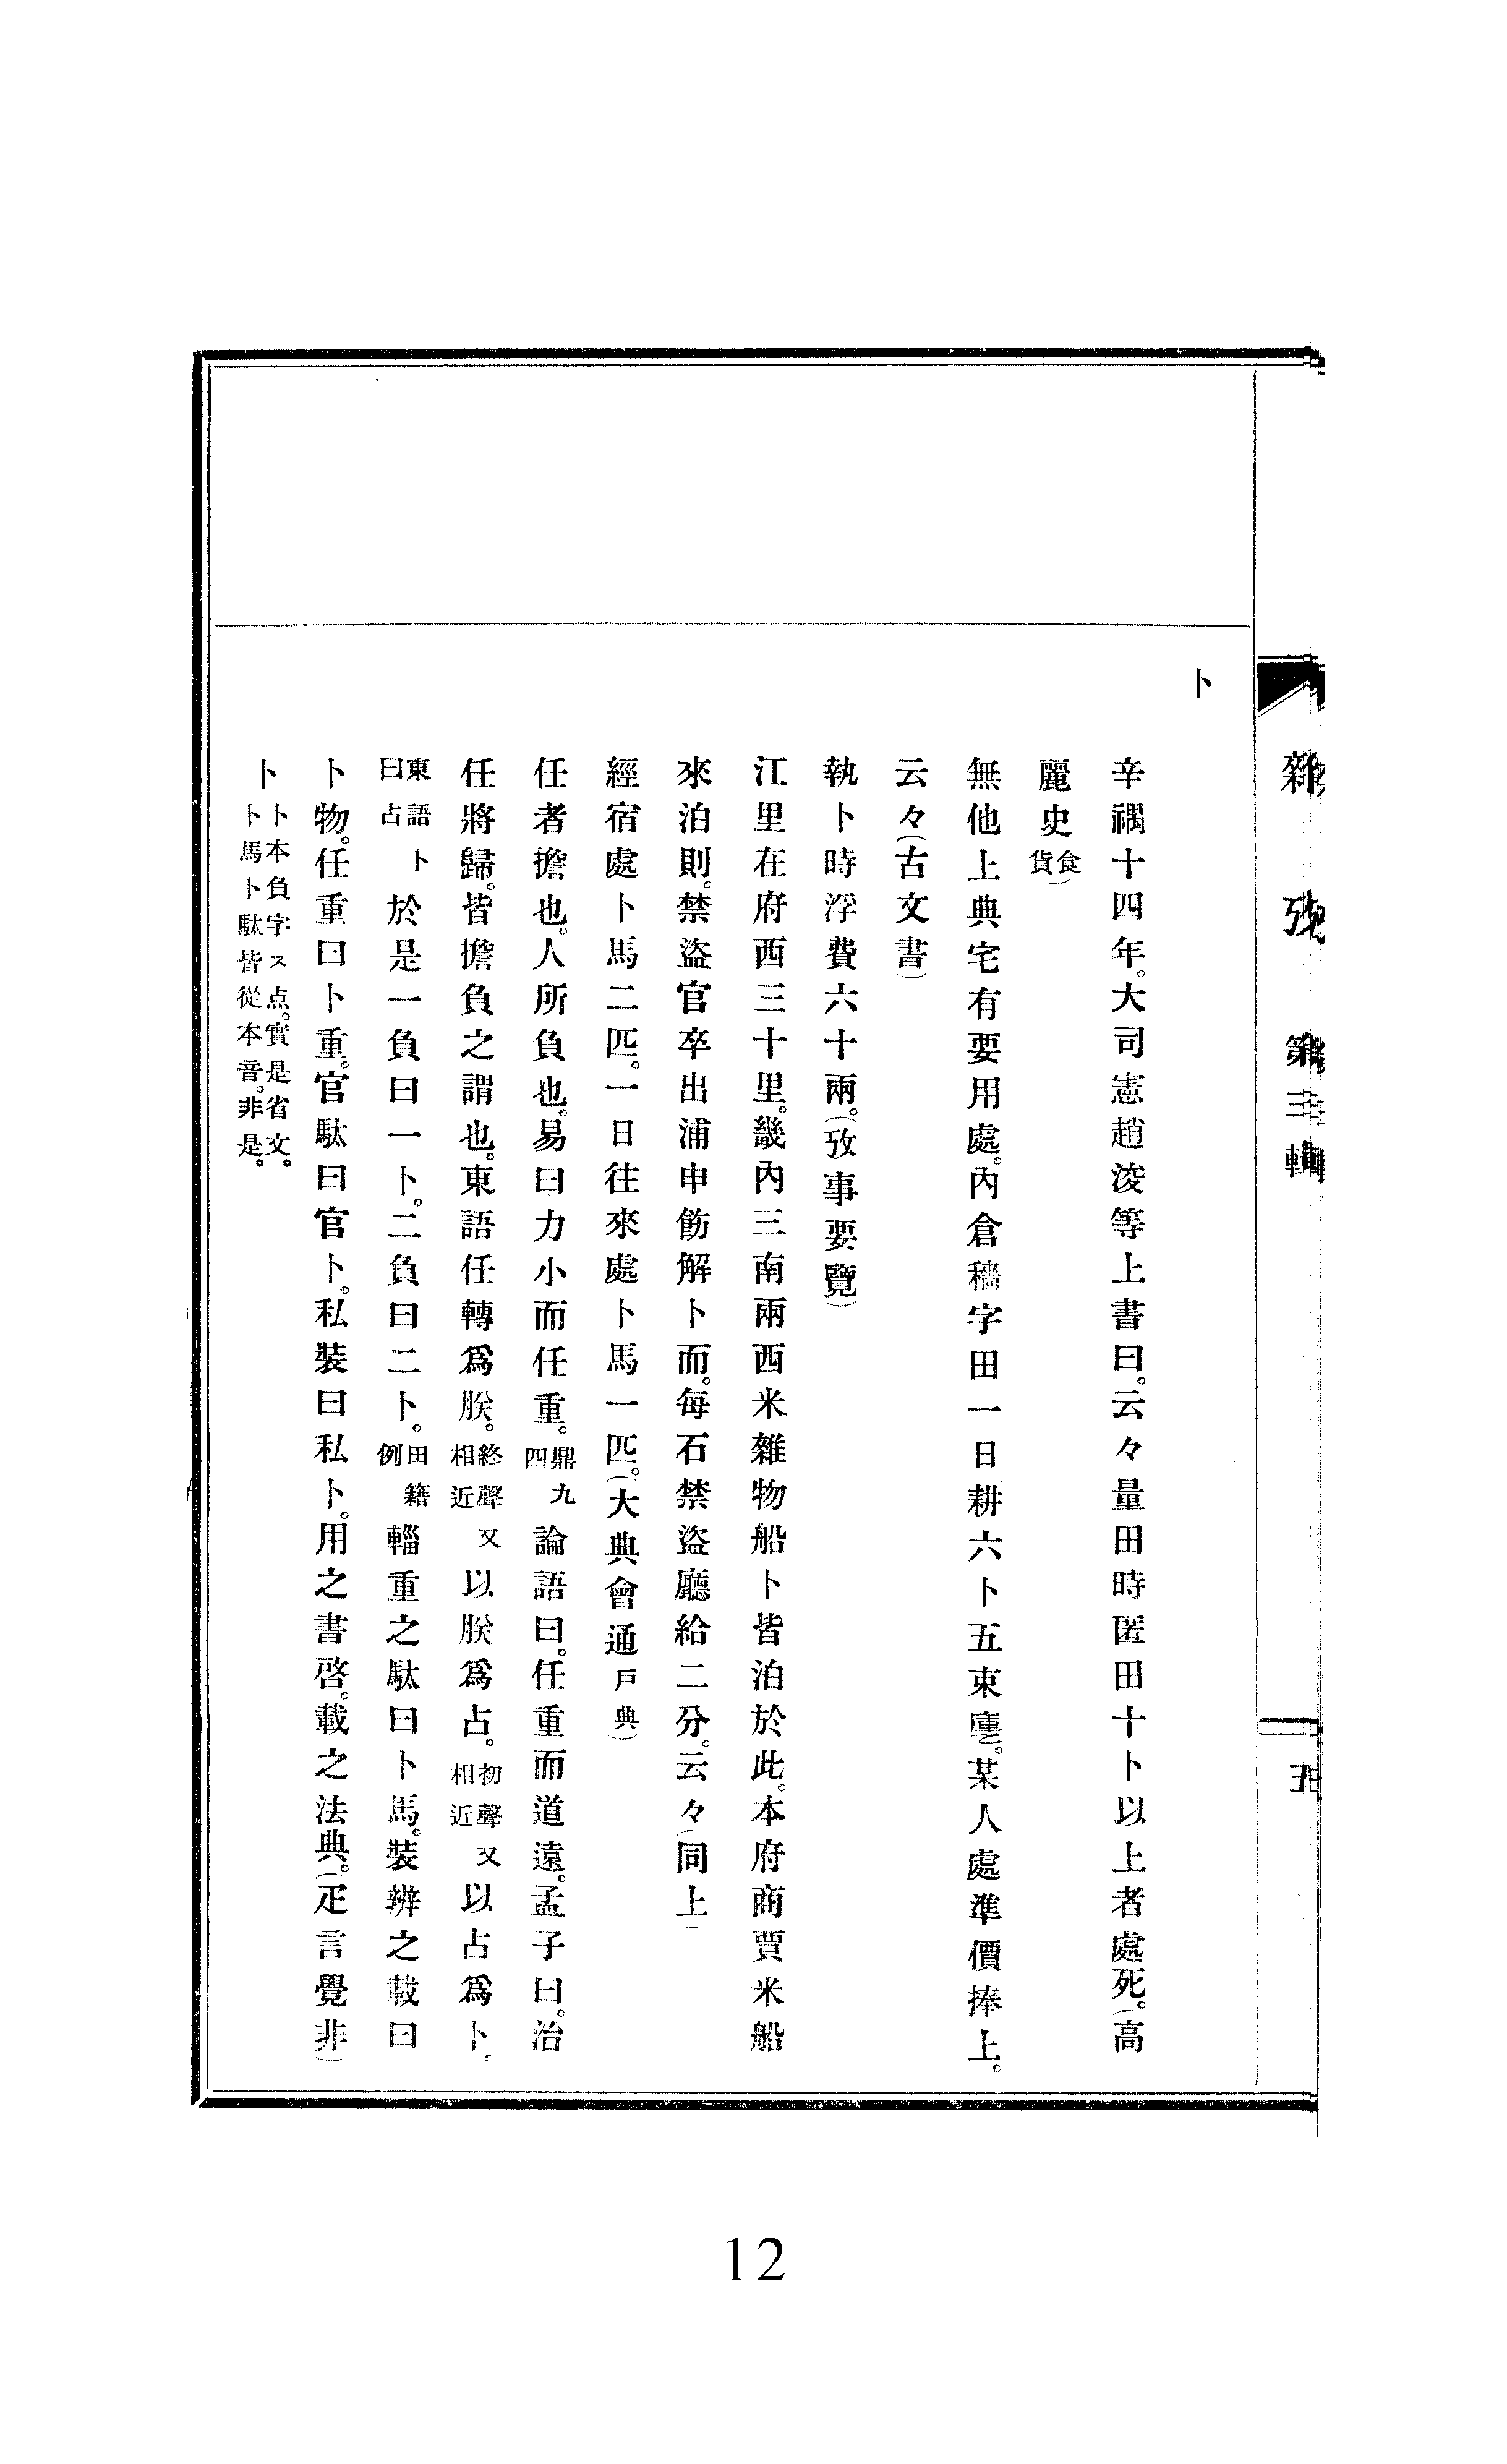 雜攷 第三輯 五
卜
辛禑十四年。大司憲趙浚等上書曰。云々量田時匿田十卜以上者處死。(高
麗史食貨)
無他上典宅有要用處。內倉穡字田一日耕六卜五束㢆。某人處準價捧上。
云々(古文書)
執卜時浮費六十兩。(攷事要覽)
江里在府西三十里。畿內三南兩西米雜物船卜皆泊於此。本府商賈米船
來泊則。禁盜官卒出浦申飭解卜而。每石禁盜廳給二分。云々(同上)
經宿處卜馬二匹。一日往來處卜馬一匹。(大典會通戶典)
任者擔也。人所負也。易曰力小而任重。鼎九四論語曰。任重而道遠。孟子曰。治
任將歸。皆擔負之謂也。東語任轉爲朕。終聲相近又以朕爲占。初聲相近又以占爲卜。
東語曰占卜於是一負曰一卜。二負曰二卜。田籍例輜重之馱曰卜馬。裝辦之載曰
卜物。任重曰卜重。官馱曰官卜。私裝曰私卜。用之書啓。載之法典。(疋言覺非)
卜卜本負字ㅈ点。實是省文。卜馬卜馱皆從本音。非是。
12